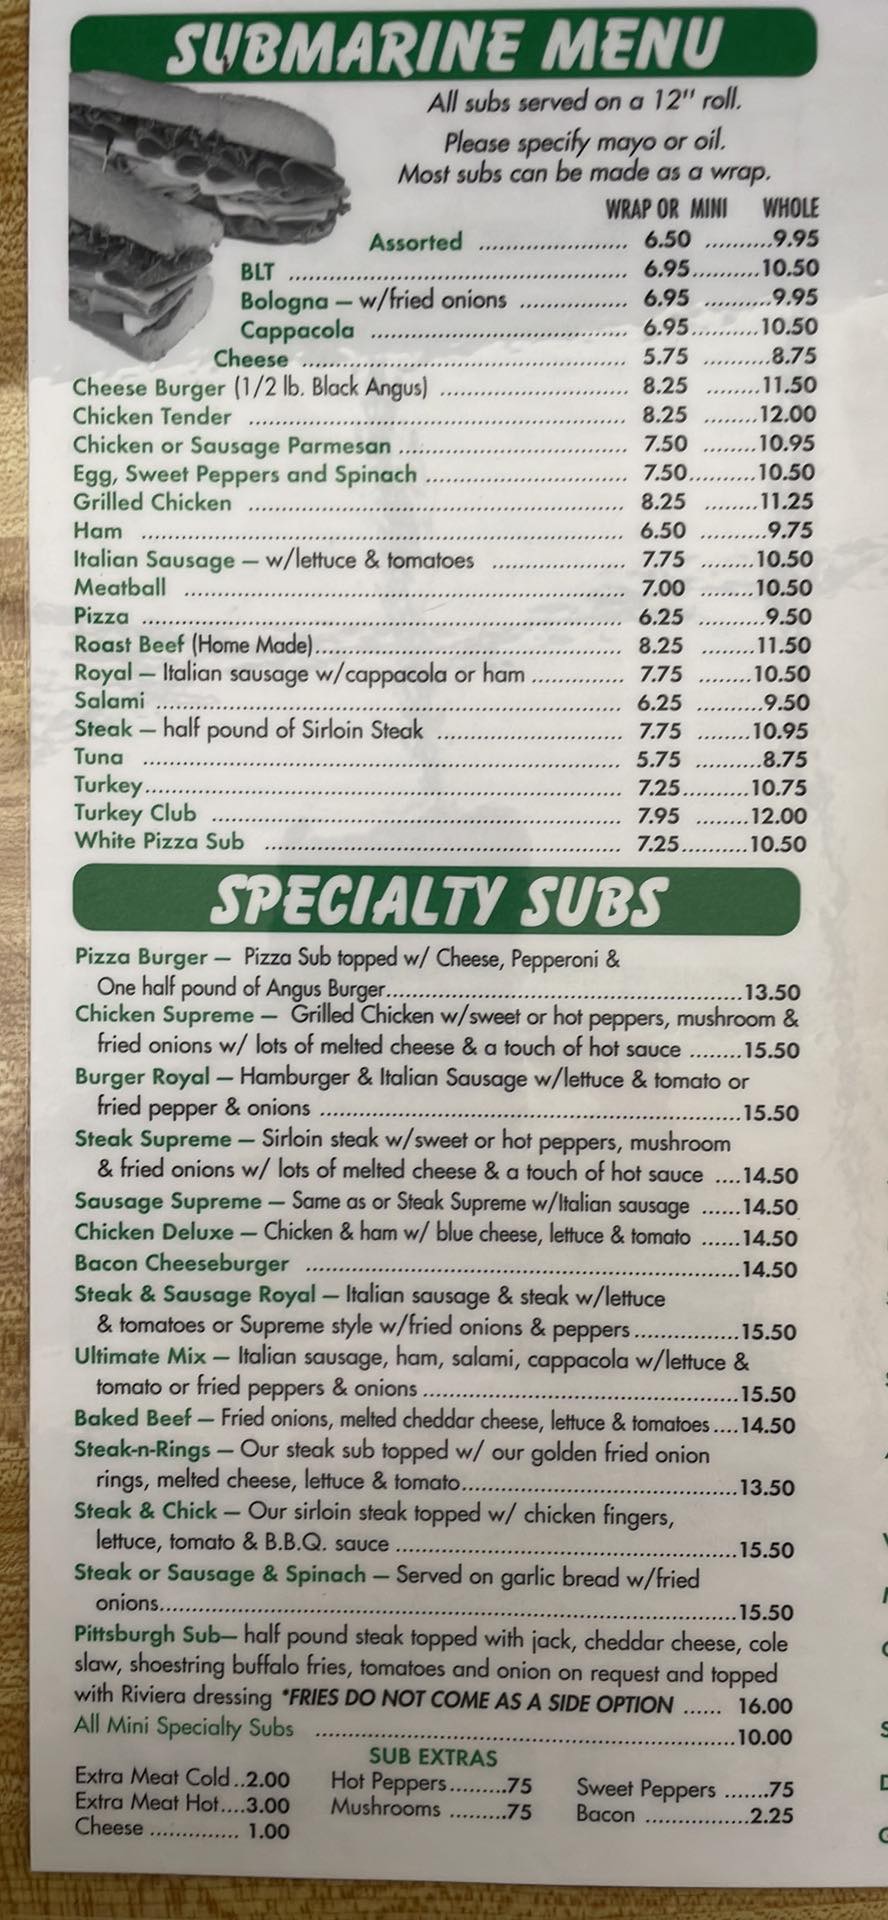 SUBMARINE MENU
All subs served on a 12" roll.
Please specify mayo or oil.
Most subs can be made as a wrap.
WRAP OR MINI WHOLE
Assorted ...................... 6.50 ..........9.95
BLT .................................................. 6.95..........10.50
Bologna – w/fried onions ................ 6.95 ..........9.95
Cappacola ...................................... 6.95..........10.50
Cheese ................................................ 5.75 ..........8.75
Cheese Burger (1/2 lb. Black Angus) ........................... 8.25 ........11.50
Chicken Tender ........................................................ 8.25 ........12.00
Chicken or Sausage Parmesan .................................. 7.50 ........10.95
Egg, Sweet Peppers and Spinach .............................. 7.50..........10.50
Grilled Chicken ........................................................ 8.25 ........11.25
Ham ........................................................................ 6.50 ..........9.75
Italian Sausage – w/lettuce & tomatoes .................... 7.75 ........10.50
Meatball .................................................................. 7.00 ........10.50
Pizza ........................................................................ 6.25 ..........9.50
Roast Beef (Home Made).............................................. 8.25 ........11.50
Royal – Italian sausage w/cappacola or ham .............. 7.75 ........10.50
Salami ...................................................................... 6.25 ..........9.50
Steak – half pound of Sirloin Steak ............................ 7.75 ........10.95
Tuna ........................................................................ 5.75 ..........8.75
Turkey........................................................................ 7.25..........10.75
Turkey Club .............................................................. 7.95 ........12.00
White Pizza Sub ...................................................... 7.25..........10.50
SPECIALTY SUBS
Pizza Burger – Pizza Sub topped w/ Cheese, Pepperoni &
One half pound of Angus Burger......................................................13.50
Chicken Supreme – Grilled Chicken w/sweet or hot peppers, mushroom &
fried onions w/ lots of melted cheese & a touch of hot sauce ........15.50
Burger Royal – Hamburger & Italian Sausage w/lettuce & tomato or
fried pepper & onions ................................................................15.50
Steak Supreme – Sirloin steak w/sweet or hot peppers, mushroom
& fried onions w/ lots of melted cheese & a touch of hot sauce ....14.50
Sausage Supreme – Same as or Steak Supreme w/Italian sausage ......14.50
Chicken Deluxe – Chicken & ham w/ blue cheese, lettuce & tomato ......14.50
Bacon Cheeseburger ..................................................................14.50
Steak & Sausage Royal – Italian sausage & steak w/lettuce
& tomatoes or Supreme style w/fried onions & peppers................15.50
Ultimate Mix – Italian sausage, ham, salami, cappacola w/lettuce &
tomato or fried peppers & onions ................................................15.50
Baked Beef – Fried onions, melted cheddar cheese, lettuce & tomatoes....14.50
Steak-n-Rings – Our steak sub topped w/ our golden fried onion
rings, melted cheese, lettuce & tomato..........................................13.50
Steak & Chick – Our sirloin steak topped w/ chicken fingers,
lettuce, tomato & B.B.Q. sauce ....................................................15.50
Steak or Sausage & Spinach – Served on garlic bread w/fried
onions........................................................................................15.50
Pittsburgh Sub– half pound steak topped with jack, cheddar cheese, cole
slaw, shoestring buffalo fries, tomatoes and onion on request and topped
with Riviera dressing *FRIES DO NOT COME AS A SIDE OPTION ...... 16.00
All Mini Specialty Subs ................................................................10.00
SUB EXTRAS
Extra Meat Cold..2.00 Hot Peppers.........75 Sweet Peppers .......75
Extra Meat Hot....3.00 Mushrooms .........75 Bacon ................2.25
Cheese .............. 1.00